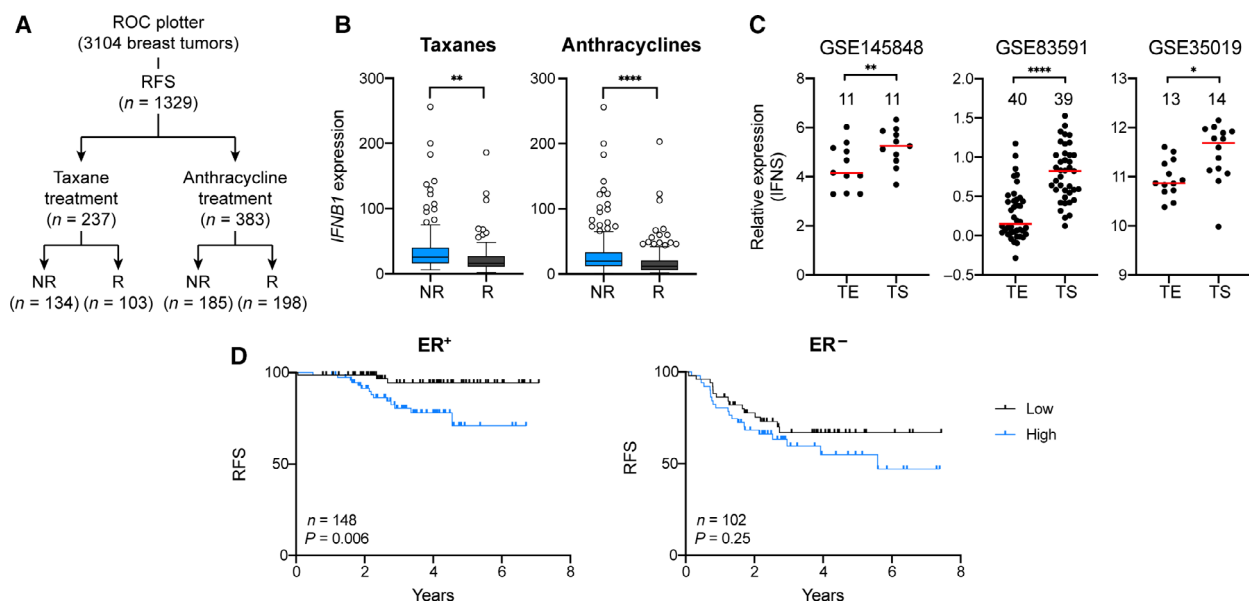 A
ROC plotter
(3104 breast tumors)
RFS
(n = 1329)
Taxane
treatment
(n = 237)
Anthracycline
treatment
(n = 383)
NR
R
NR
R
(n = 134)
(n = 103)
(n = 185)
(n = 198)
B
Taxanes
Anthracyclines
IFNB1 expression
300
200
100
0
**
NR
R
300
200
100
0
****
NR
R
C
GSE145848
GSE83591
GSE35019
Relative expression
(IFNS)
8
6
4
2
0
**
11
11
TE
TS
2.0
1.5
1.0
0.5
0.0
–0.5
****
40
39
TE
TS
13
12
11
10
9
*
13
14
TE
TS
D
ER+
RFS
100
50
0
n = 148
P = 0.006
0
2
4
6
8
Years
ER−
RFS
100
50
0
n = 102
P = 0.25
0
2
4
6
8
Years
Low
High